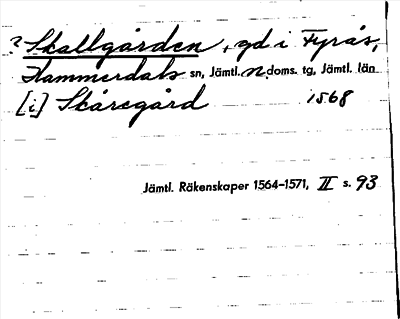 ? Skallgården, gd i Fyrås,
Hammerdals sn, Jämtl. N. doms. tg, Jämtl. län
[i] Skåregård 1568
Jämtl. Räkenskaper 1564–1571, II s. 93